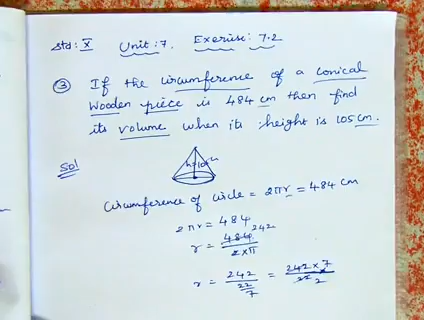 Std: X Unit: 7. Exercise: 7.2
③ If the circumference of a conical
wooden piece is 484 cm then find
its volume when its height is 105 cm.
Sol
Circumference of circle = 2πr = 484 cm
2πr = 484
r = 484 242 / 2 × π
r = 242 / 22/7 = 242 × 7 / 22 2